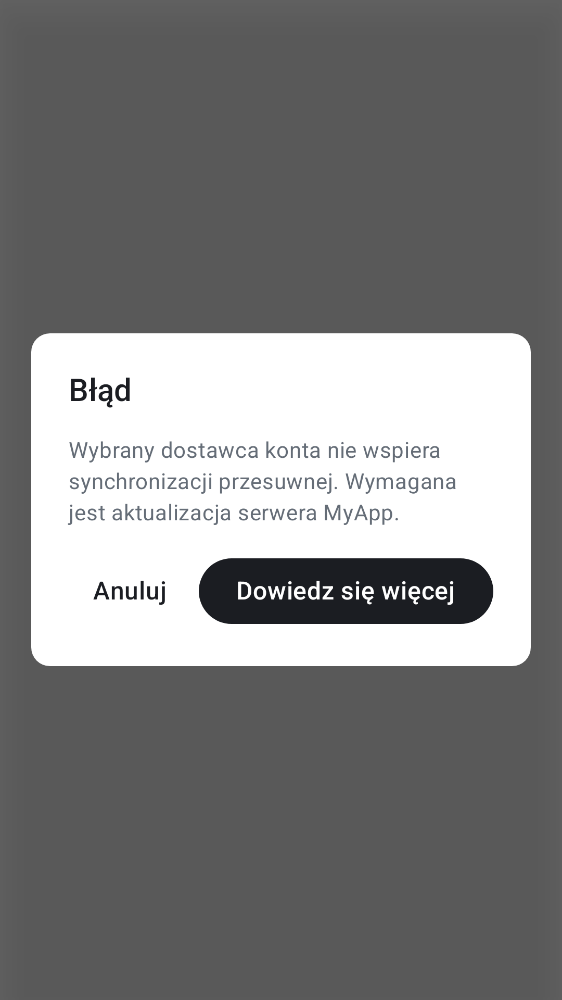 Błąd
Wybrany dostawca konta nie wspiera
synchronizacji przesuwnej. Wymagana
jest aktualizacja serwera MyApp.
Anuluj
Dowiedz się więcej